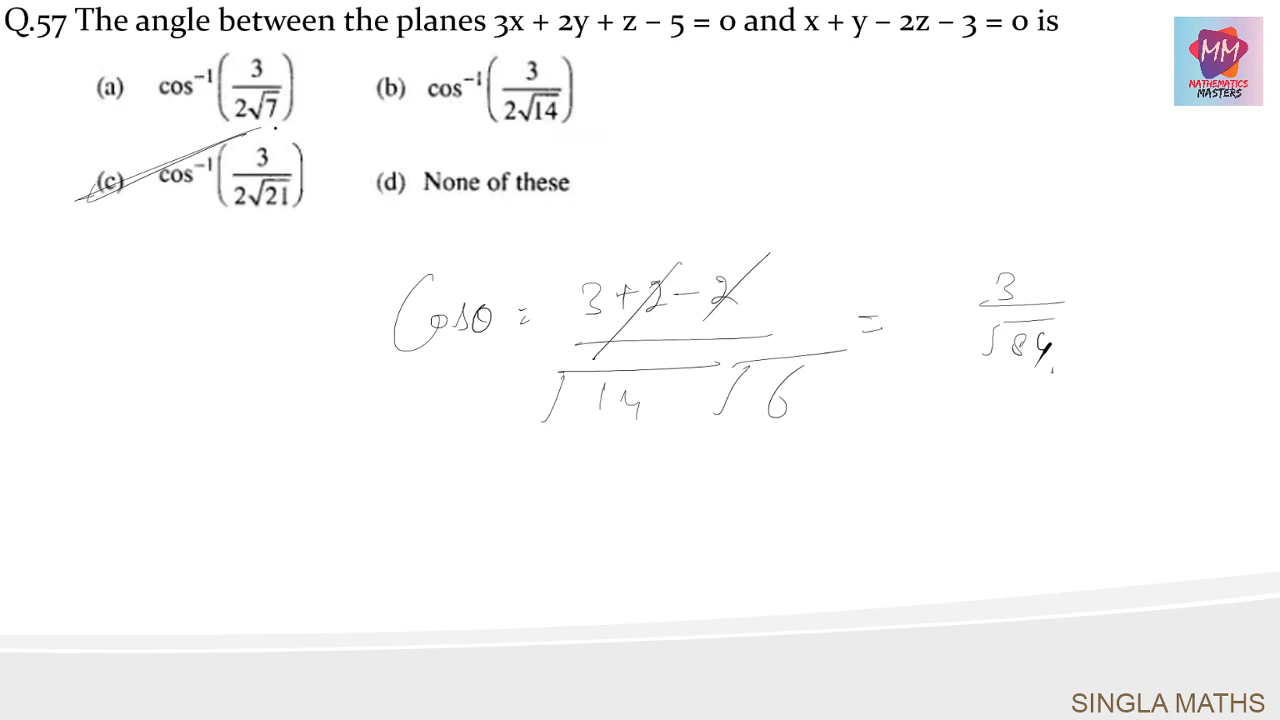 Q.57 The angle between the planes 3x + 2y + z – 5 = 0 and x + y – 2z – 3 = 0 is
MM
MATHEMATICS
MASTERS
(a) cos⁻¹(3/2√7) (b) cos⁻¹(3/2√14)
(c) cos⁻¹(3/2√21) (d) None of these
Cosθ = (3+2-2)/(√14 √6) = 3/√84
SINGLA MATHS